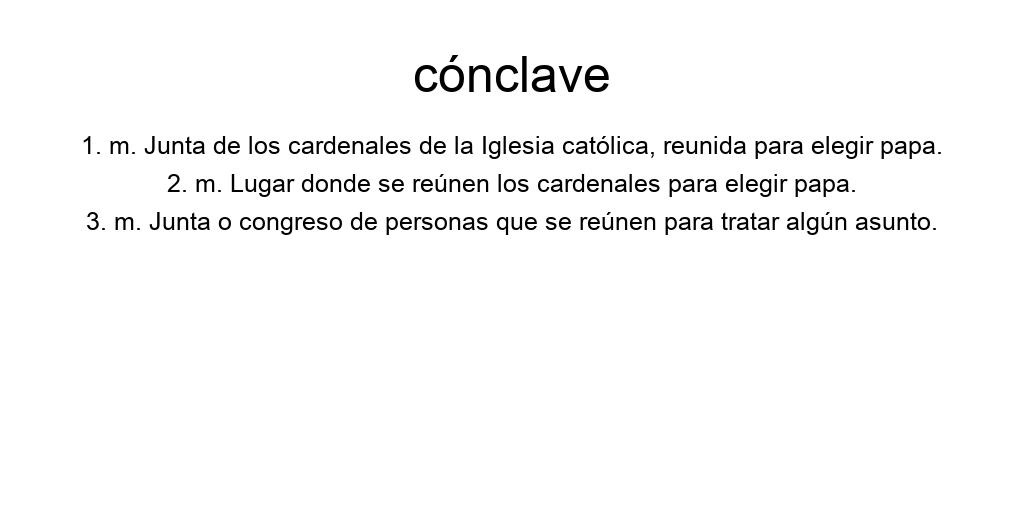 cónclave
1. m. Junta de los cardenales de la Iglesia católica, reunida para elegir papa.
2. m. Lugar donde se reúnen los cardenales para elegir papa.
3. m. Junta o congreso de personas que se reúnen para tratar algún asunto.